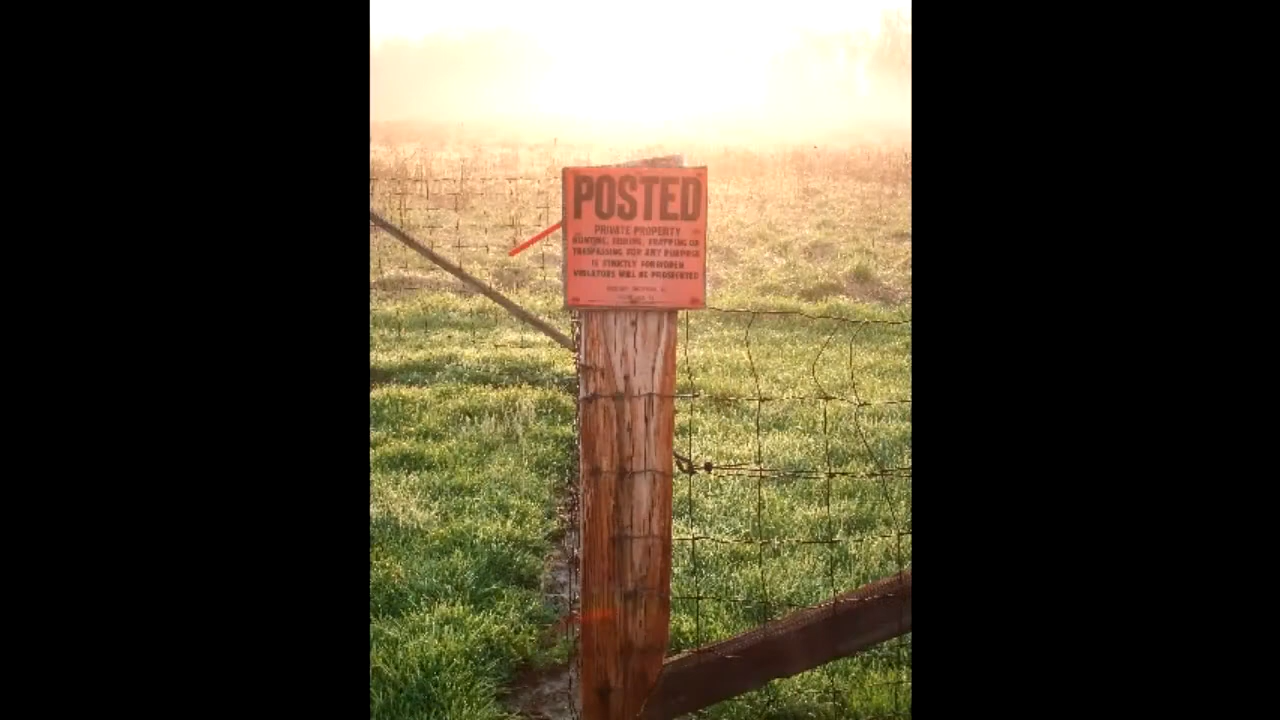 POSTED
PRIVATE PROPERTY
HUNTING, FISHING, TRAPPING OR
TRESPASSING FOR ANY PURPOSE
IS STRICTLY FORBIDDEN
VIOLATORS WILL BE PROSECUTED